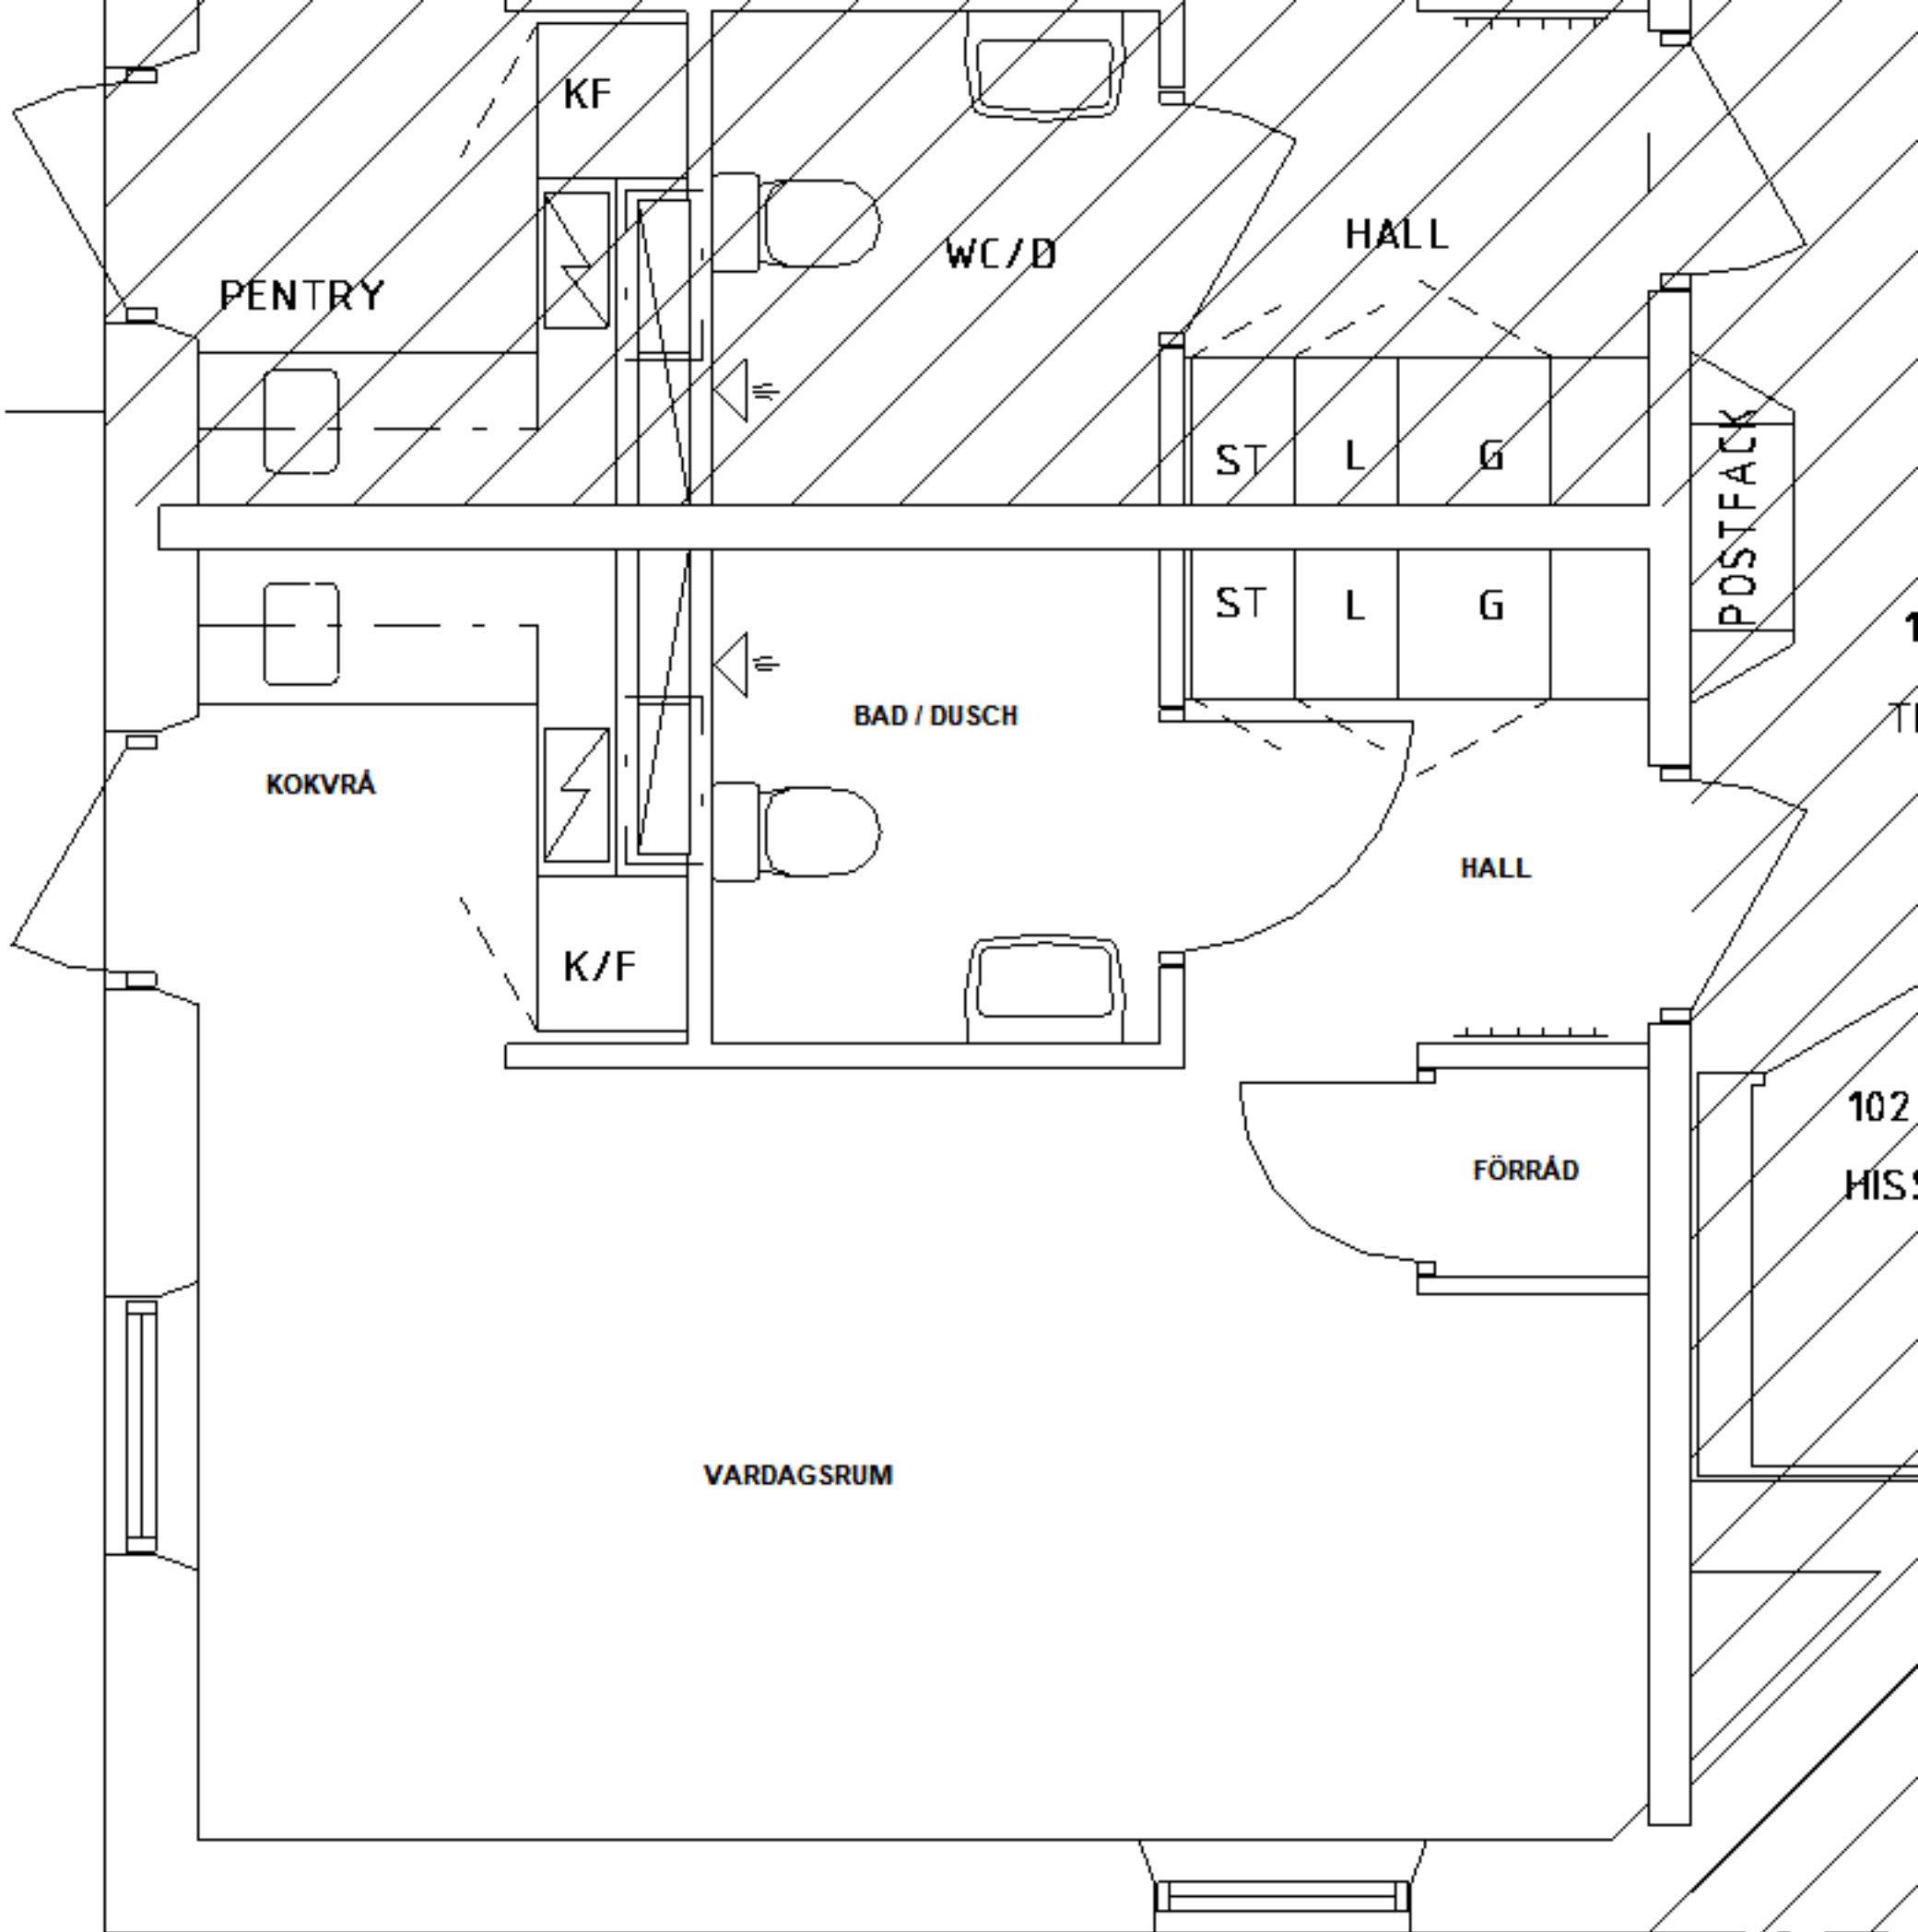 KF
PENTRY
WC/D
HALL
ST
L
G
POSTFACK
ST
L
G
BAD / DUSCH
KOKVRÅ
HALL
K/F
102
FÖRRÅD
VARDAGSRUM